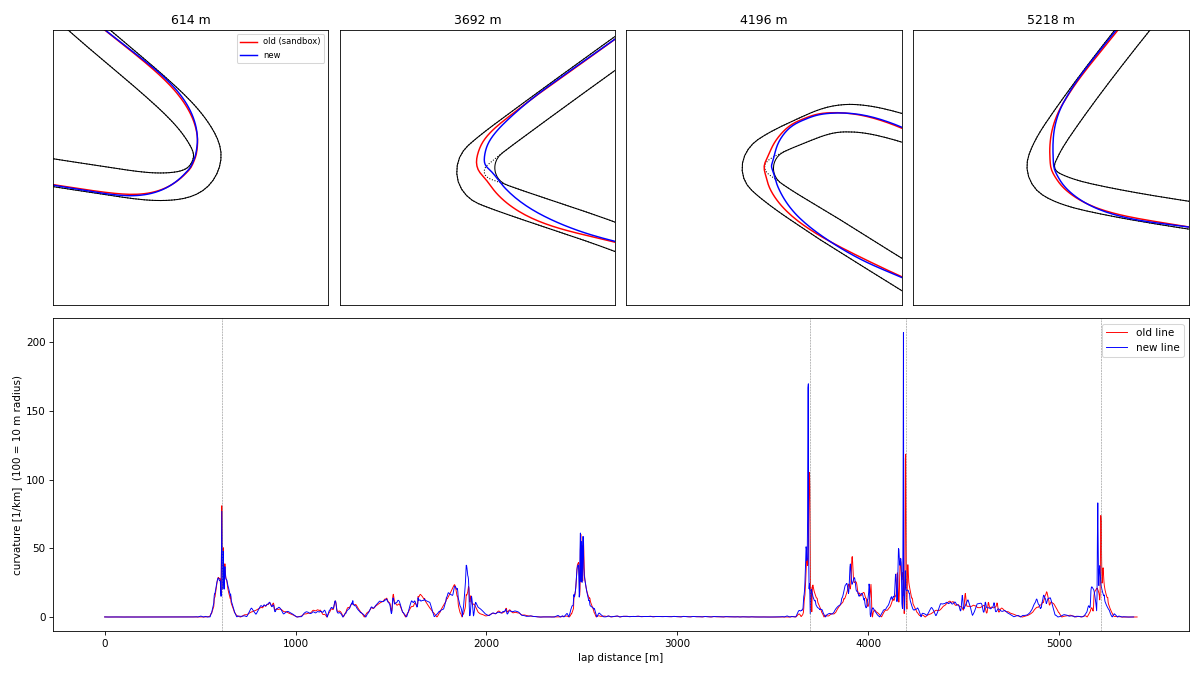 614 m
3692 m
4196 m
5218 m
old (sandbox)
new
old line
new line
curvature [1/km]  (100 = 10 m radius)
200
150
100
50
0
0
1000
2000
3000
4000
5000
lap distance [m]